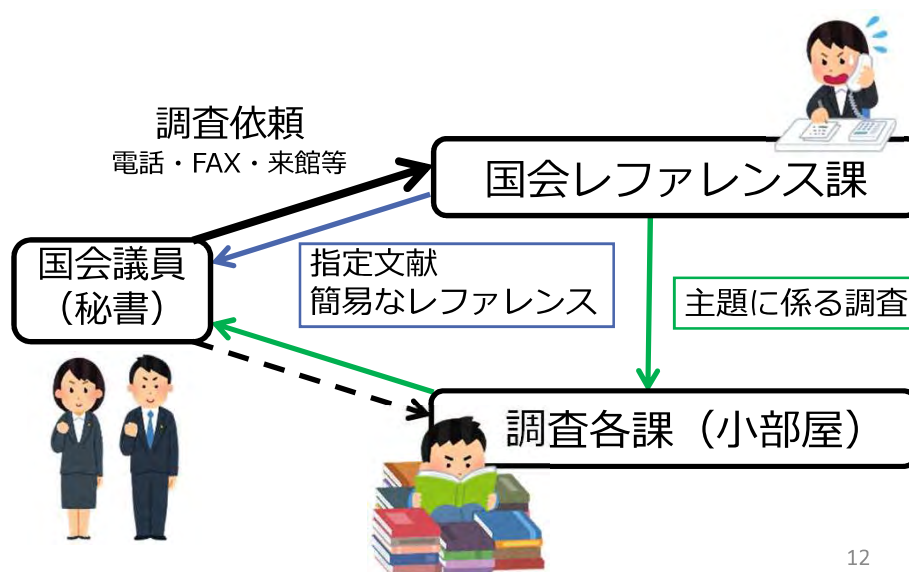 調査依頼
電話・FAX・来館等
国会レファレンス課
国会議員
（秘書）
指定文献
簡易なレファレンス
主題に係る調査
調査各課（小部屋）
12